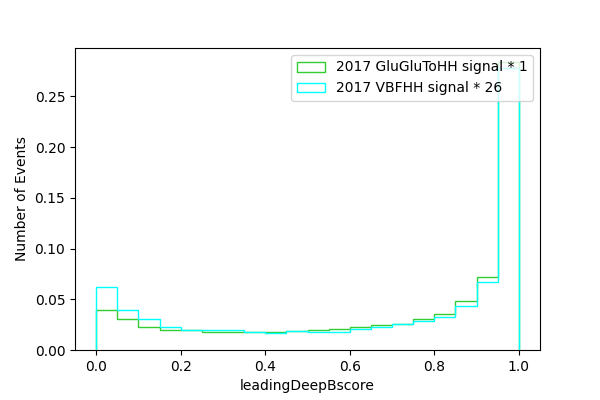 2017 GluGluToHH signal * 1
2017 VBFHH signal * 26
Number of Events
0.25
0.20
0.15
0.10
0.05
0.00
0.0 0.2 0.4 0.6 0.8 1.0
leadingDeepBscore